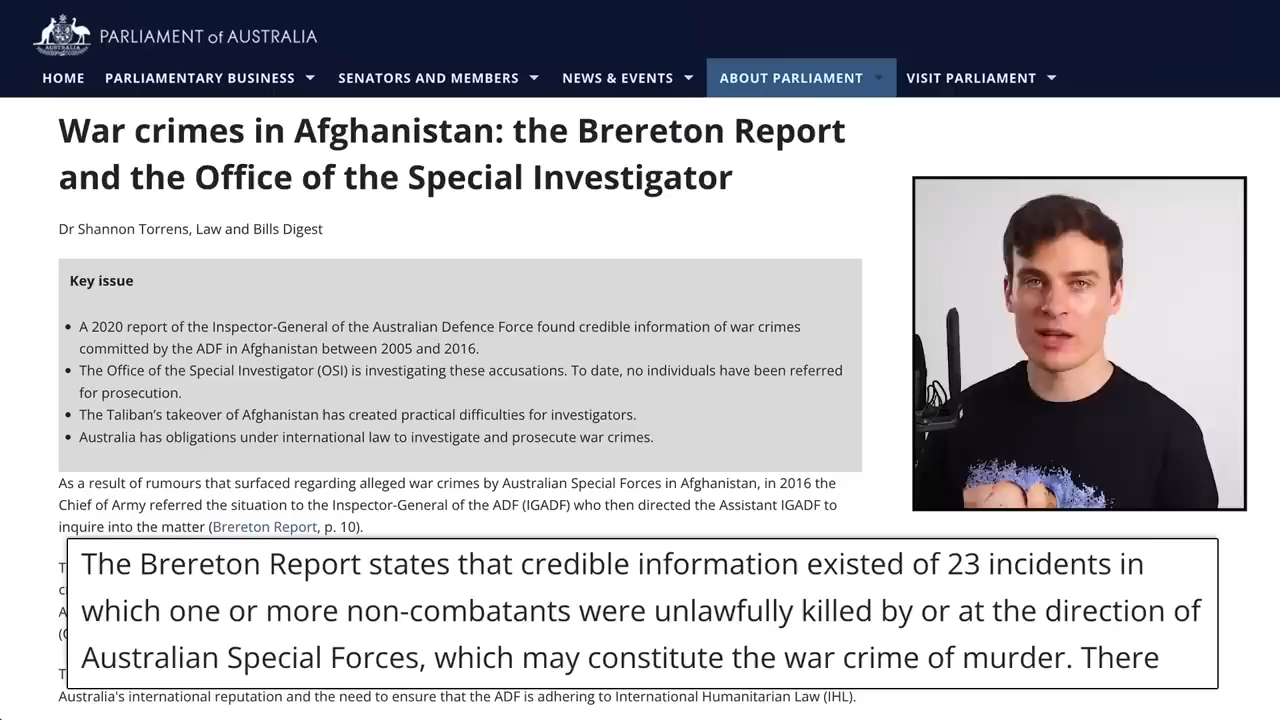 PARLIAMENT of AUSTRALIA
HOME PARLIAMENTARY BUSINESS SENATORS AND MEMBERS NEWS & EVENTS ABOUT PARLIAMENT VISIT PARLIAMENT
War crimes in Afghanistan: the Brereton Report
and the Office of the Special Investigator
Dr Shannon Torrens, Law and Bills Digest
Key issue
• A 2020 report of the Inspector-General of the Australian Defence Force found credible information of war crimes
committed by the ADF in Afghanistan between 2005 and 2016.
• The Office of the Special Investigator (OSI) is investigating these accusations. To date, no individuals have been referred
for prosecution.
• The Taliban’s takeover of Afghanistan has created practical difficulties for investigators.
• Australia has obligations under international law to investigate and prosecute war crimes.
As a result of rumours that surfaced regarding alleged war crimes by Australian Special Forces in Afghanistan, in 2016 the
Chief of Army referred the situation to the Inspector-General of the ADF (IGADF) who then directed the Assistant IGADF to
inquire into the matter (Brereton Report, p. 10).
The Brereton Report states that credible information existed of 23 incidents in
which one or more non-combatants were unlawfully killed by or at the direction of
Australian Special Forces, which may constitute the war crime of murder. There
Australia's international reputation and the need to ensure that the ADF is adhering to International Humanitarian Law (IHL).